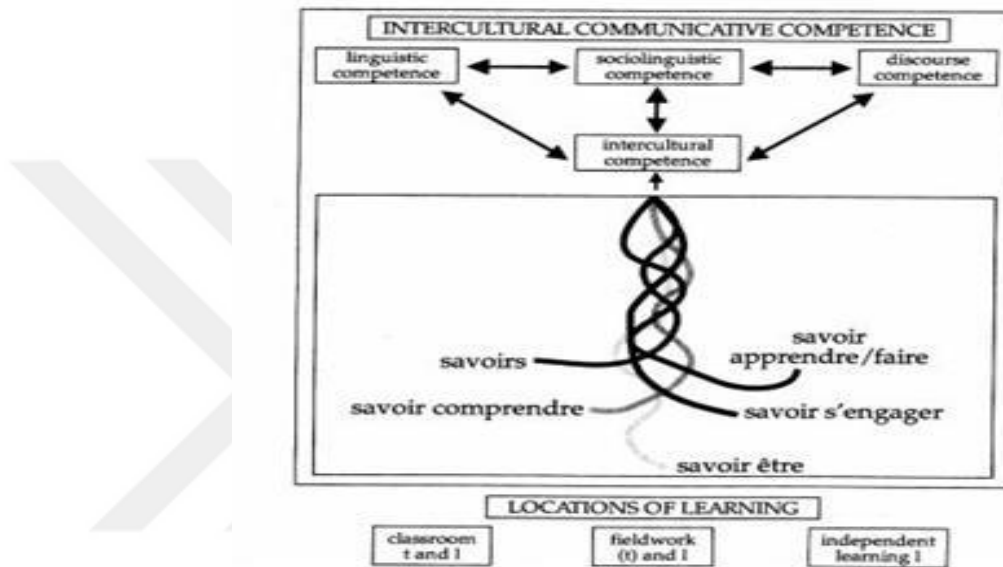 INTERCULTURAL COMMUNICATIVE COMPETENCE
linguistic
competence
sociolinguistic
competence
discourse
competence
intercultural
competence
savoirs
savoir
apprendre/faire
savoir comprendre
savoir s'engager
savoir être
LOCATIONS OF LEARNING
classroom
t and l
fieldwork
(t) and l
independent
learning l